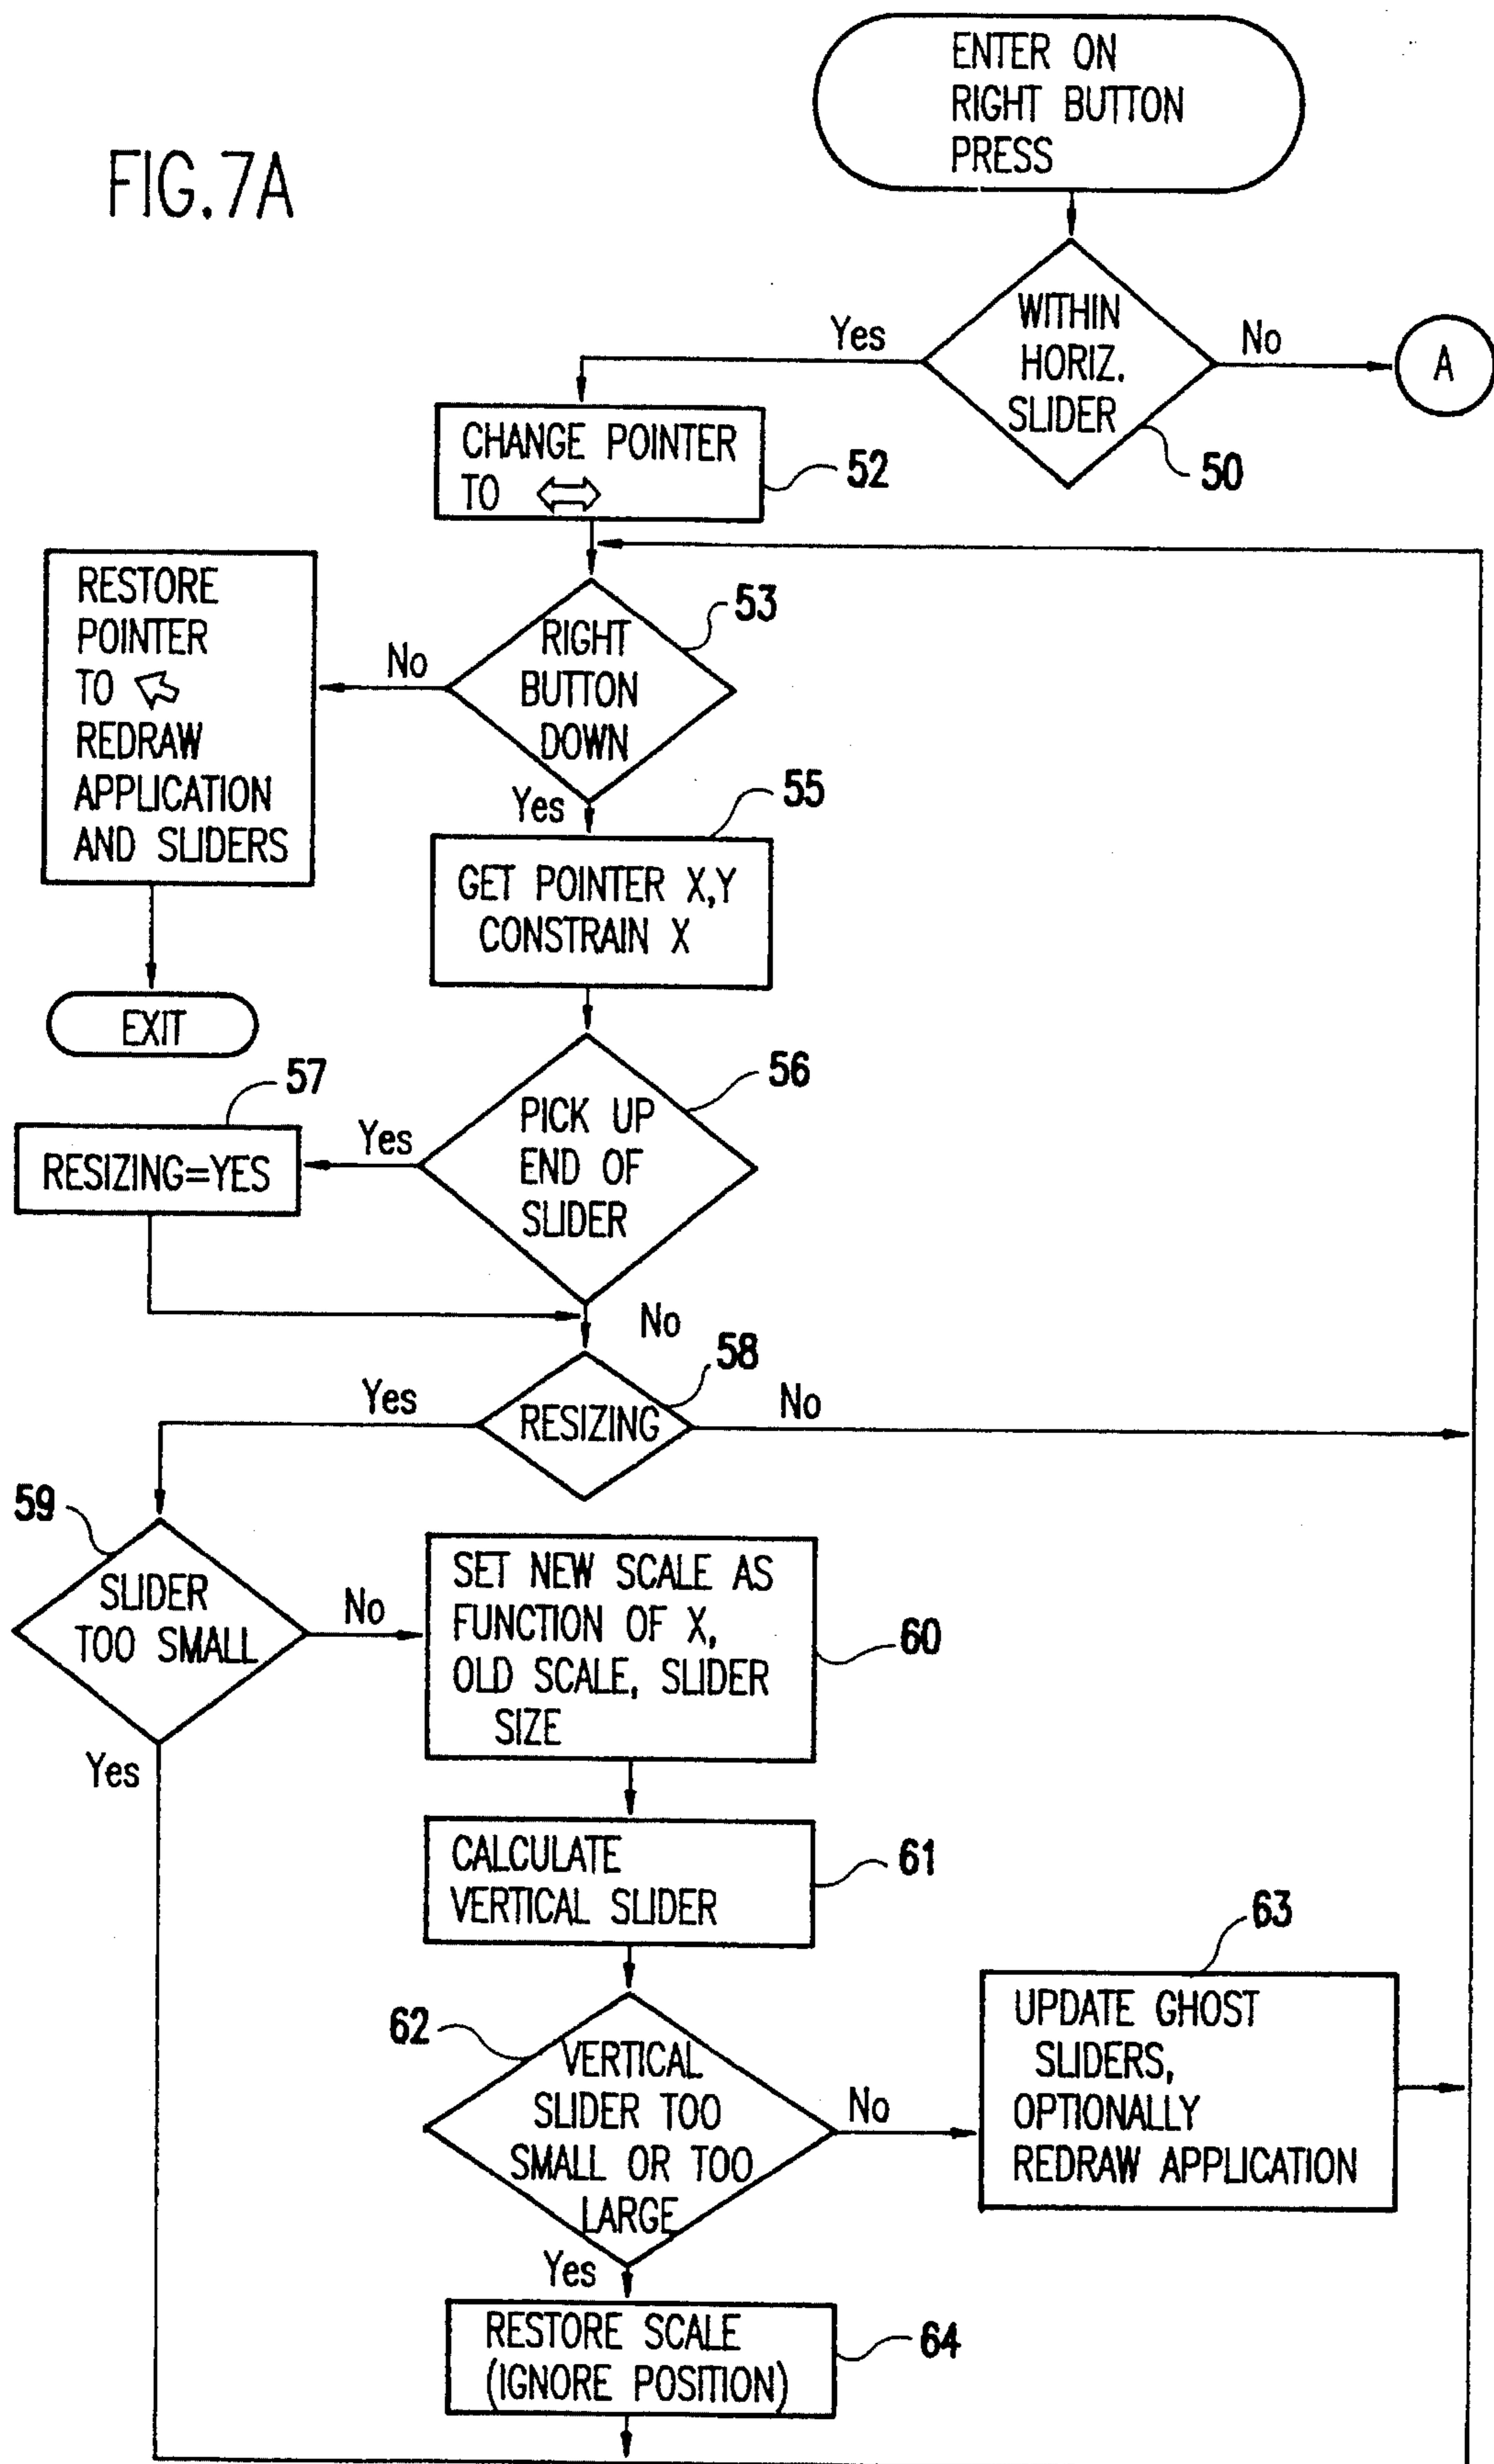 FIG.7A
ENTER ON
RIGHT BUTTON
PRESS
WITHIN
HORIZ.
SLIDER
50
Yes
No
A
CHANGE POINTER
TO
52
RIGHT
BUTTON
DOWN
53
No
Yes
RESTORE
POINTER
TO
REDRAW
APPLICATION
AND SLIDERS
EXIT
55
GET POINTER X,Y
CONSTRAIN X
56
PICK UP
END OF
SLIDER
Yes
No
57
RESIZING=YES
58
RESIZING
Yes
No
59
SLIDER
TOO SMALL
No
Yes
SET NEW SCALE AS
FUNCTION OF X,
OLD SCALE, SLIDER
SIZE
60
CALCULATE
VERTICAL SLIDER
61
62
VERTICAL
SLIDER TOO
SMALL OR TOO
LARGE
No
Yes
63
UPDATE GHOST
SLIDERS,
OPTIONALLY
REDRAW APPLICATION
RESTORE SCALE
(IGNORE POSITION)
64